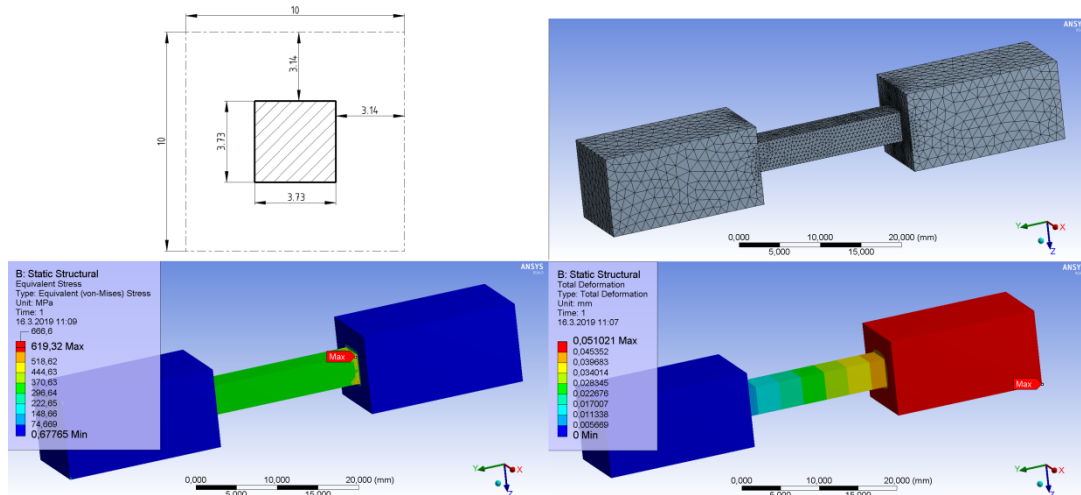 10
3.14
10
3.73
3.14
3.73
ANSYS
Y
X
Z
0,000
10,000
20,000 (mm)
5,000
15,000
B: Static Structural
Equivalent Stress
Type: Equivalent (von-Mises) Stress
Unit: MPa
Time: 1
16.3.2019 11:09
666,6
619,32 Max
518,62
444,63
370,63
296,64
222,65
148,66
74,669
0,67765 Min
Max
ANSYS
Y
X
Z
0,000
10,000
20,000 (mm)
5,000
15,000
B: Static Structural
Total Deformation
Type: Total Deformation
Unit: mm
Time: 1
16.3.2019 11:07
0,051021 Max
0,045352
0,039683
0,034014
0,028345
0,022676
0,017007
0,011338
0,005669
0 Min
Max
ANSYS
Y
X
Z
0,000
10,000
20,000 (mm)
5,000
15,000